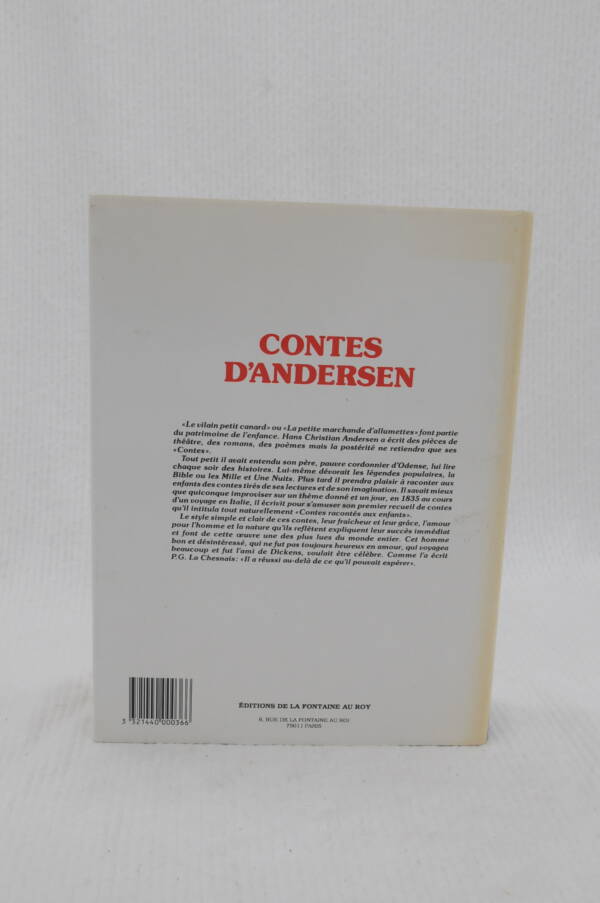 CONTES
D'ANDERSEN
«Le vilain petit canard» ou «La petite marchande d'allumettes» font partie
du patrimoine de l'enfance. Hans Christian Andersen a écrit des pièces de
théâtre, des romans, des poèmes mais la postérité ne retiendra que ses
«Contes».
Tout petit il avait entendu son père, pauvre cordonnier d'Odense, lui lire
chaque soir des histoires. Lui-même dévorait les légendes populaires, la
Bible ou les Mille et Une Nuits. Plus tard il prendra plaisir à raconter aux
enfants des contes tirés de ses lectures et de son imagination. Il savait mieux
que quiconque improviser sur un thème donné et un jour, en 1835 au cours
d'un voyage en Italie, il écrivit pour s'amuser son premier recueil de contes
qu'il intitula tout naturellement «Contes racontés aux enfants».
Le style simple et clair de ces contes, leur fraîcheur et leur grâce, l'amour
pour l'homme et la nature qu'ils reflètent expliquent leur succès immédiat
et font de cette œuvre une des plus lues du monde entier. Cet homme
bon et désintéressé, qui ne fut pas toujours heureux en amour, qui voyagea
beaucoup et fut l'ami de Dickens, voulait être célèbre. Comme l'a écrit
P.G. La Chesnais: «Il a réussi au-delà de ce qu'il pouvait espérer».
ÉDITIONS DE LA FONTAINE AU ROY
6, RUE DE LA FONTAINE AU ROI
75011 PARIS
3 321440 000366